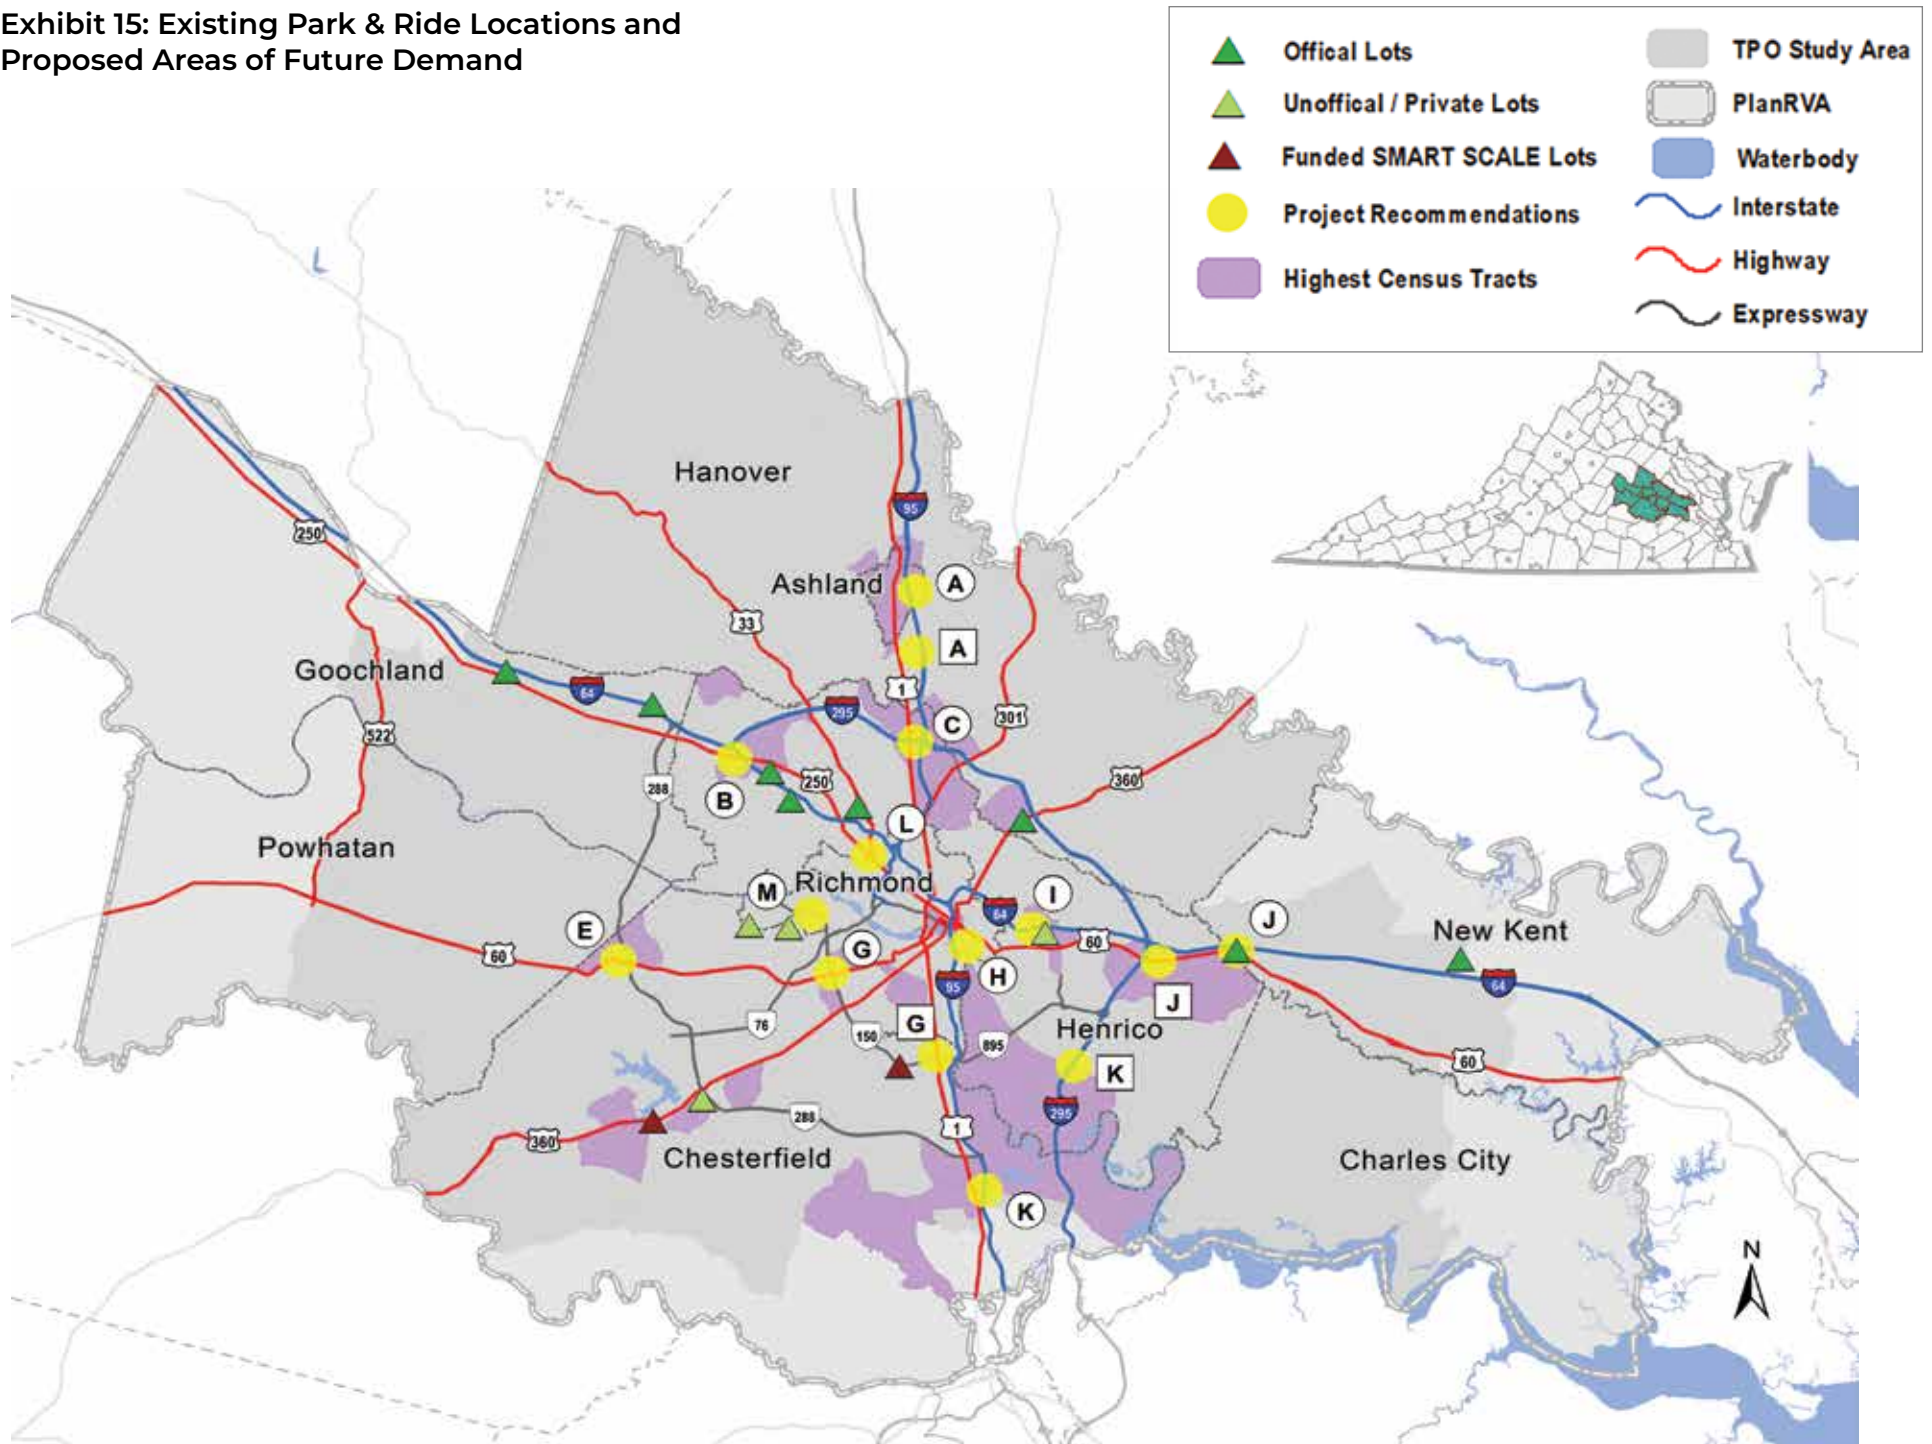 Exhibit 15: Existing Park & Ride Locations and
Proposed Areas of Future Demand
Offical Lots
Unoffical / Private Lots
Funded SMART SCALE Lots
Project Recommendations
Highest Census Tracts
TPO Study Area
PlanRVA
Waterbody
Interstate
Highway
Expressway
Hanover
95
250
Ashland
A
33
A
Goochland
64
1
295
C
301
522
288
250
360
B
L
Powhatan
M
Richmond
I
64
J
E
60
G
60
New Kent
H
95
64
J
G
76
150
895
Henrico
60
K
295
288
1
360
Chesterfield
Charles City
K
N